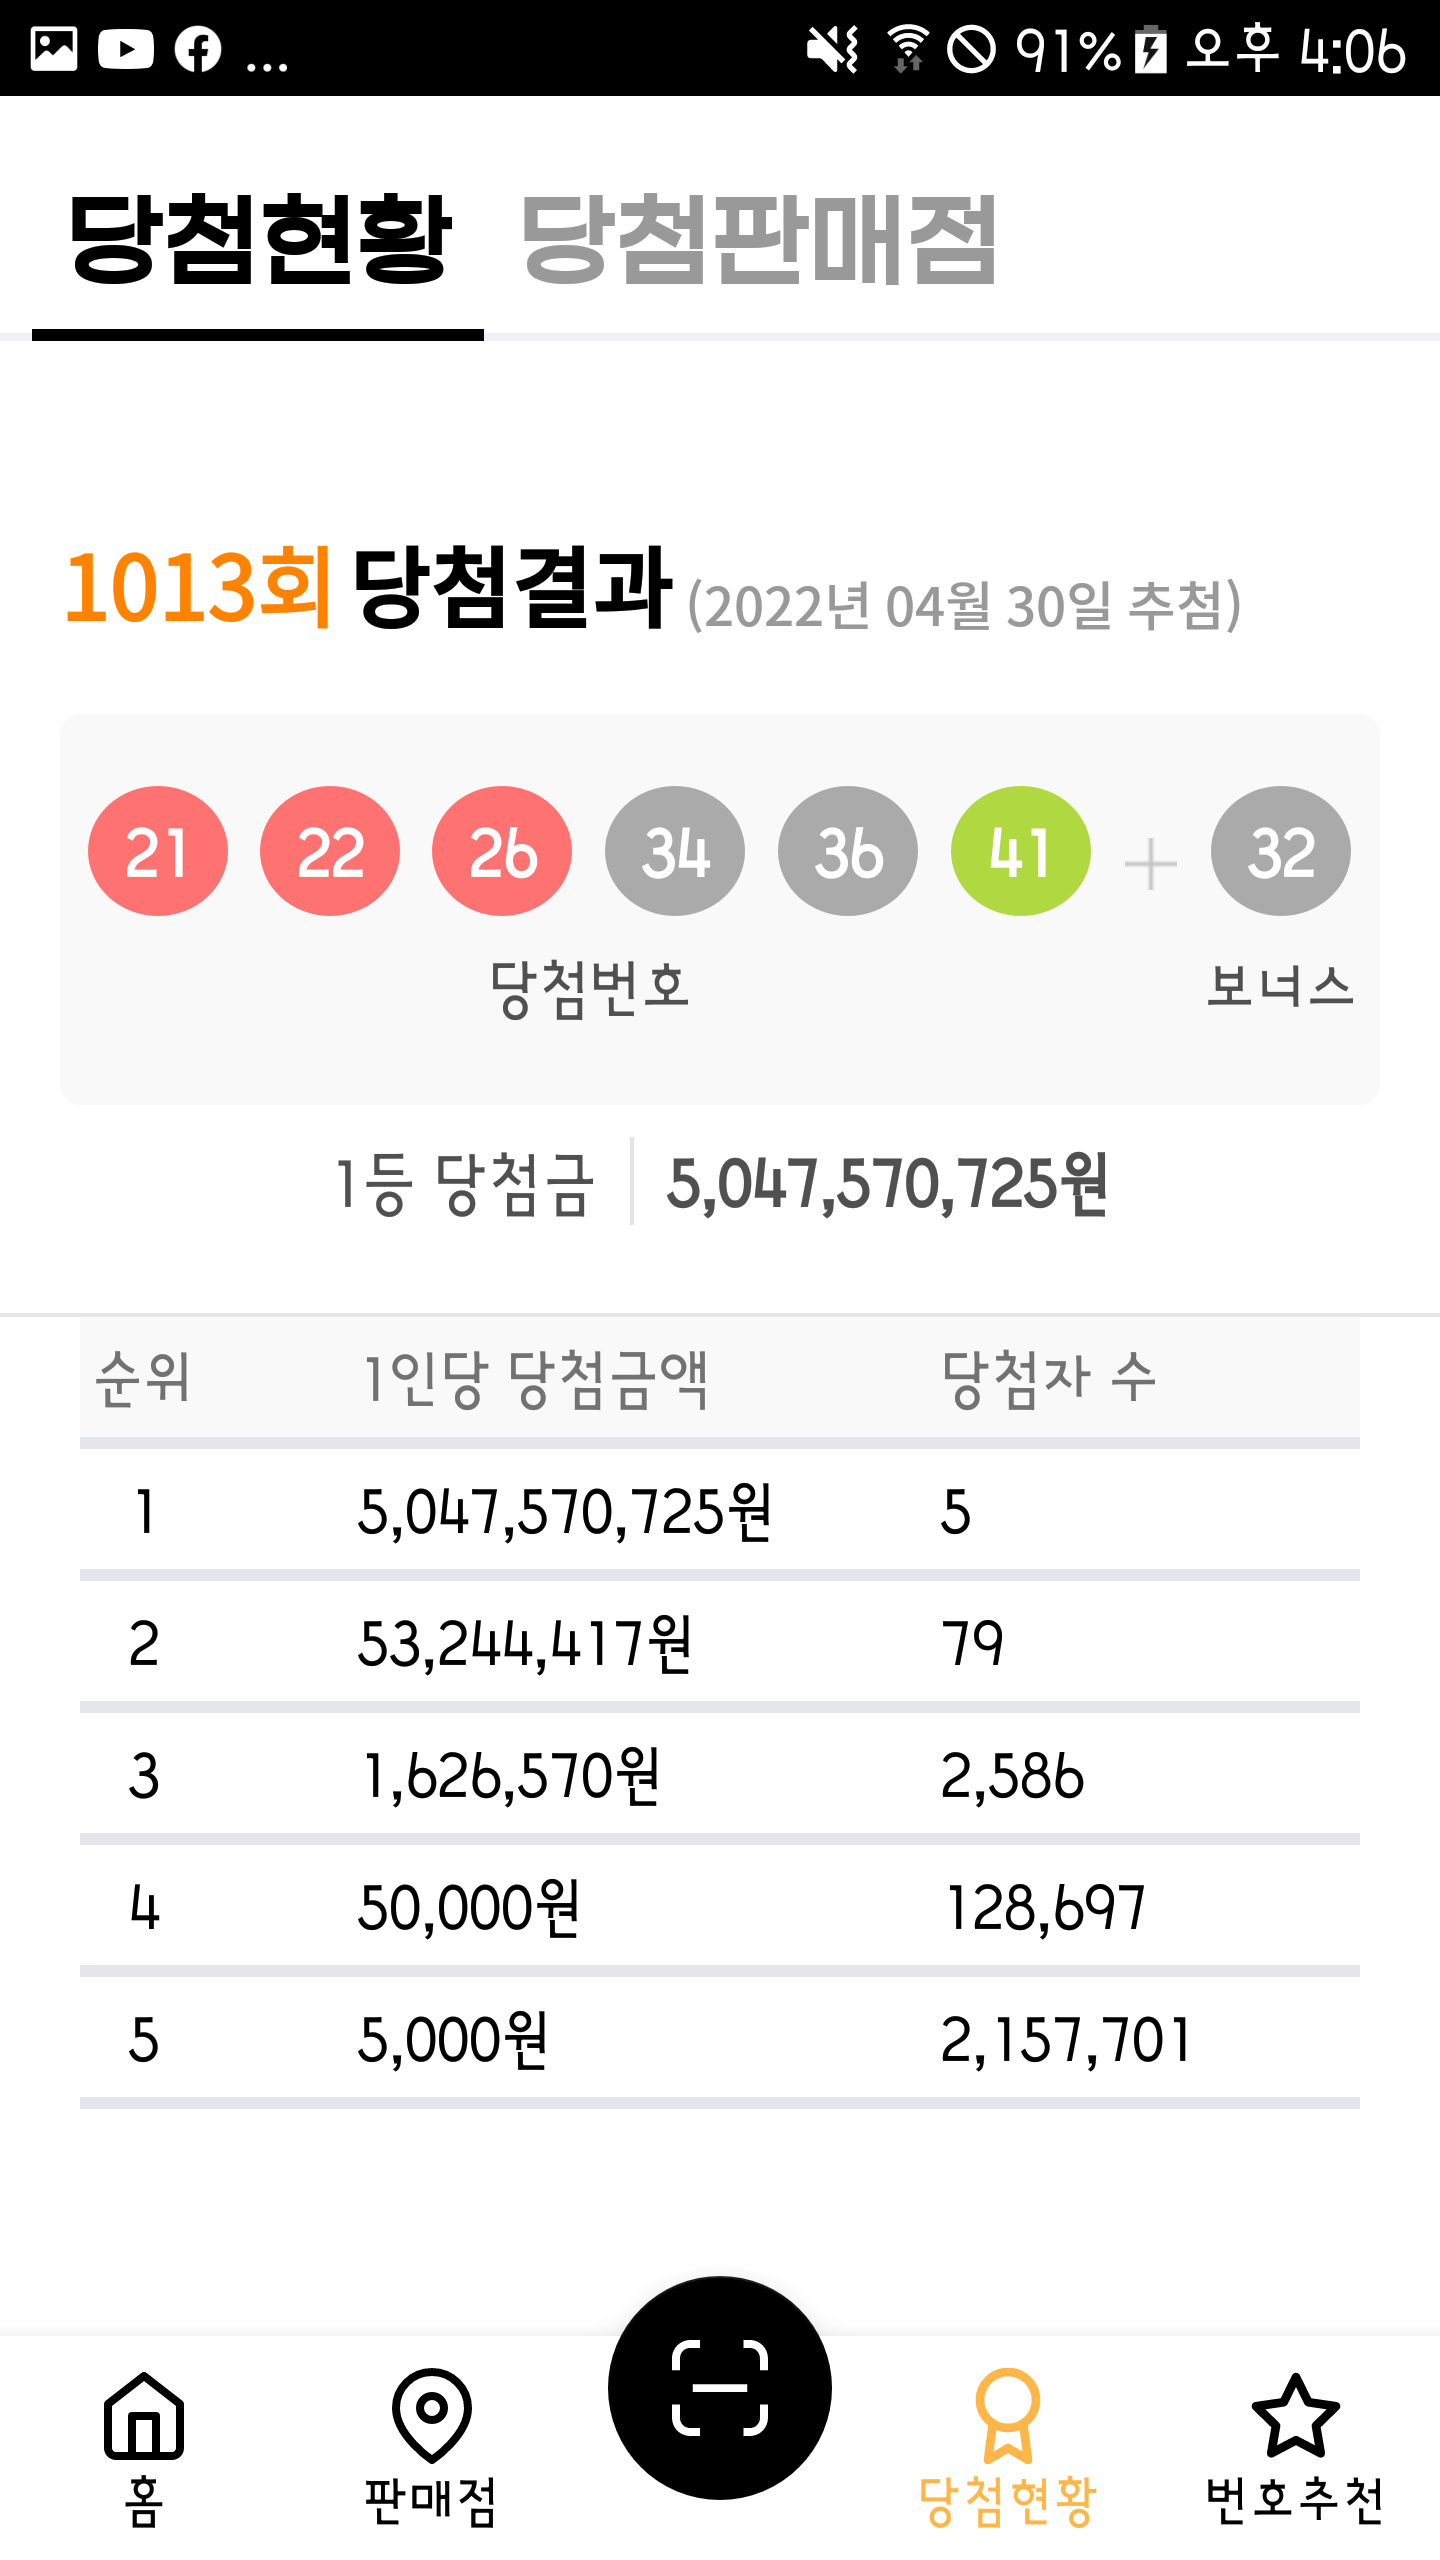 ... 91% 오후 4:06
당첨현황 당첨판매점
1013회 당첨결과 (2022년 04월 30일 추첨)
21 22 26 34 36 41 + 32
당첨번호 보너스
1등 당첨금 5,047,570,725원
순위 1인당 당첨금액 당첨자 수
1 5,047,570,725원 5
2 53,244,417원 79
3 1,626,570원 2,586
4 50,000원 128,697
5 5,000원 2,157,701
홈 판매점 당첨현황 번호추천